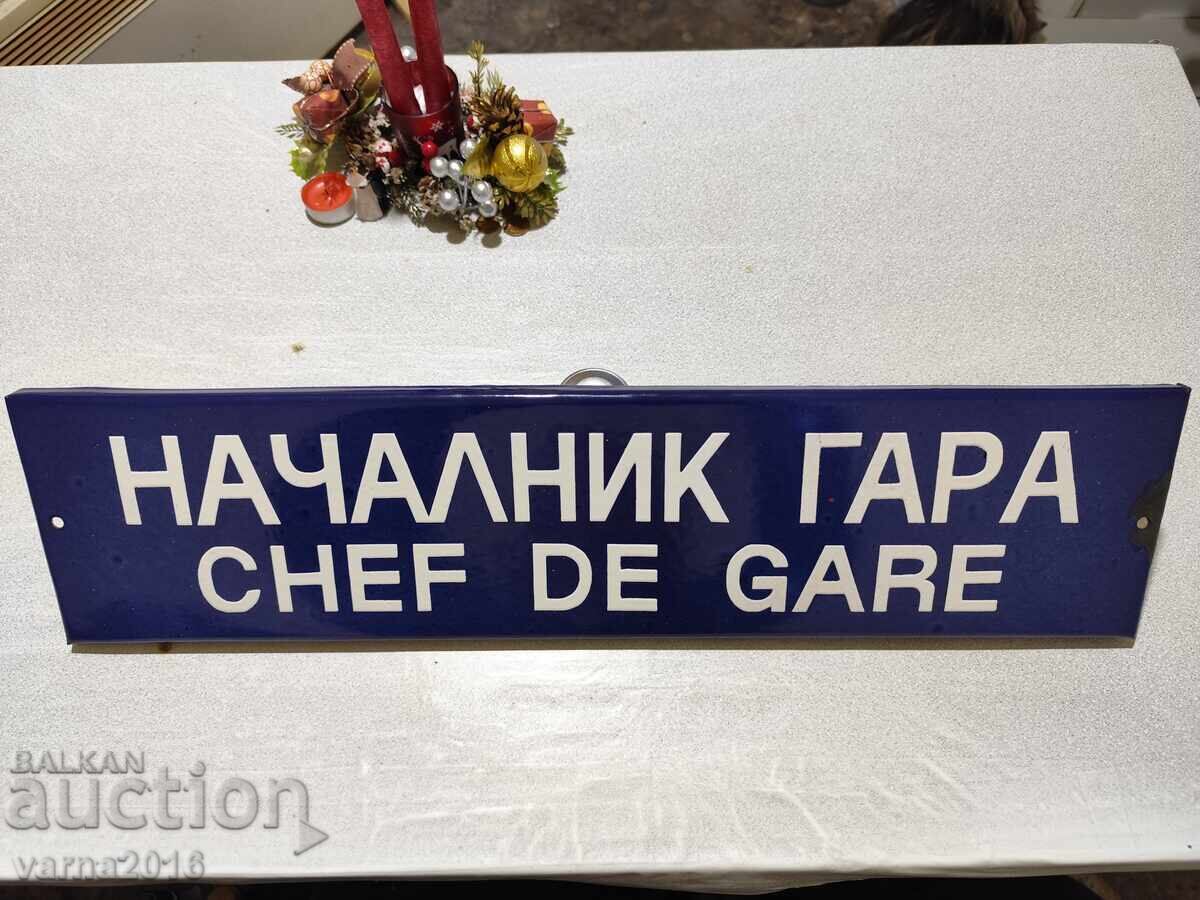 НАЧАЛНИК ГАРА
CHEF DE GARE
BALKAN
auction
varna2016